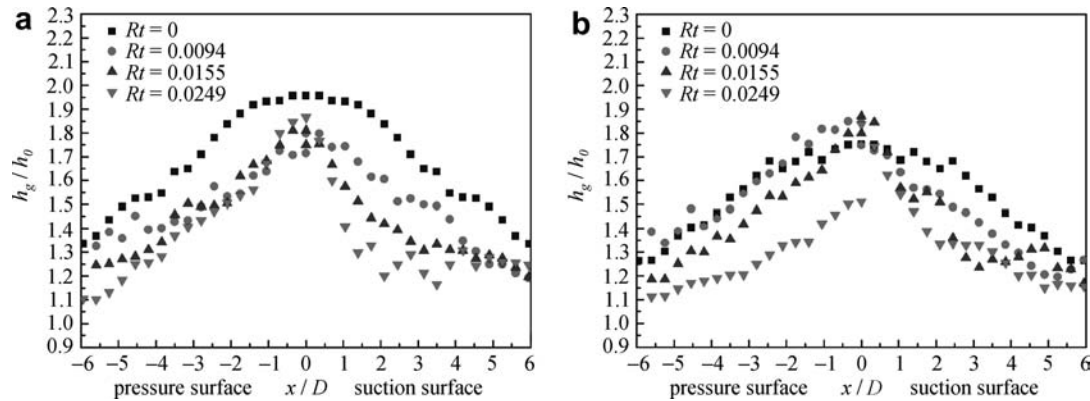 a
2.3
2.2
2.1
2.0
1.9
1.8
1.7
1.6
1.5
1.4
1.3
1.2
1.1
1.0
0.9
h_g / h_0
Rt = 0
Rt = 0.0094
Rt = 0.0155
Rt = 0.0249
−6 −5 −4 −3 −2 −1 0 1 2 3 4 5 6
pressure surface x / D suction surface
b
2.3
2.2
2.1
2.0
1.9
1.8
1.7
1.6
1.5
1.4
1.3
1.2
1.1
1.0
0.9
h_g / h_0
Rt = 0
Rt = 0.0094
Rt = 0.0155
Rt = 0.0249
−6 −5 −4 −3 −2 −1 0 1 2 3 4 5 6
pressure surface x / D suction surface